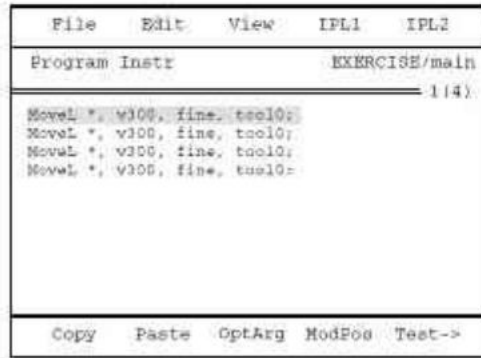 File Edit View IPL1 IPL2
Program Instr EXERCISE/main
1(4)
MoveL *, v300, fine, tool0;
MoveL *, v300, fine, tool0;
MoveL *, v300, fine, tool0;
MoveL *, v300, fine, tool0;
Copy Paste OptArg ModPos Test->